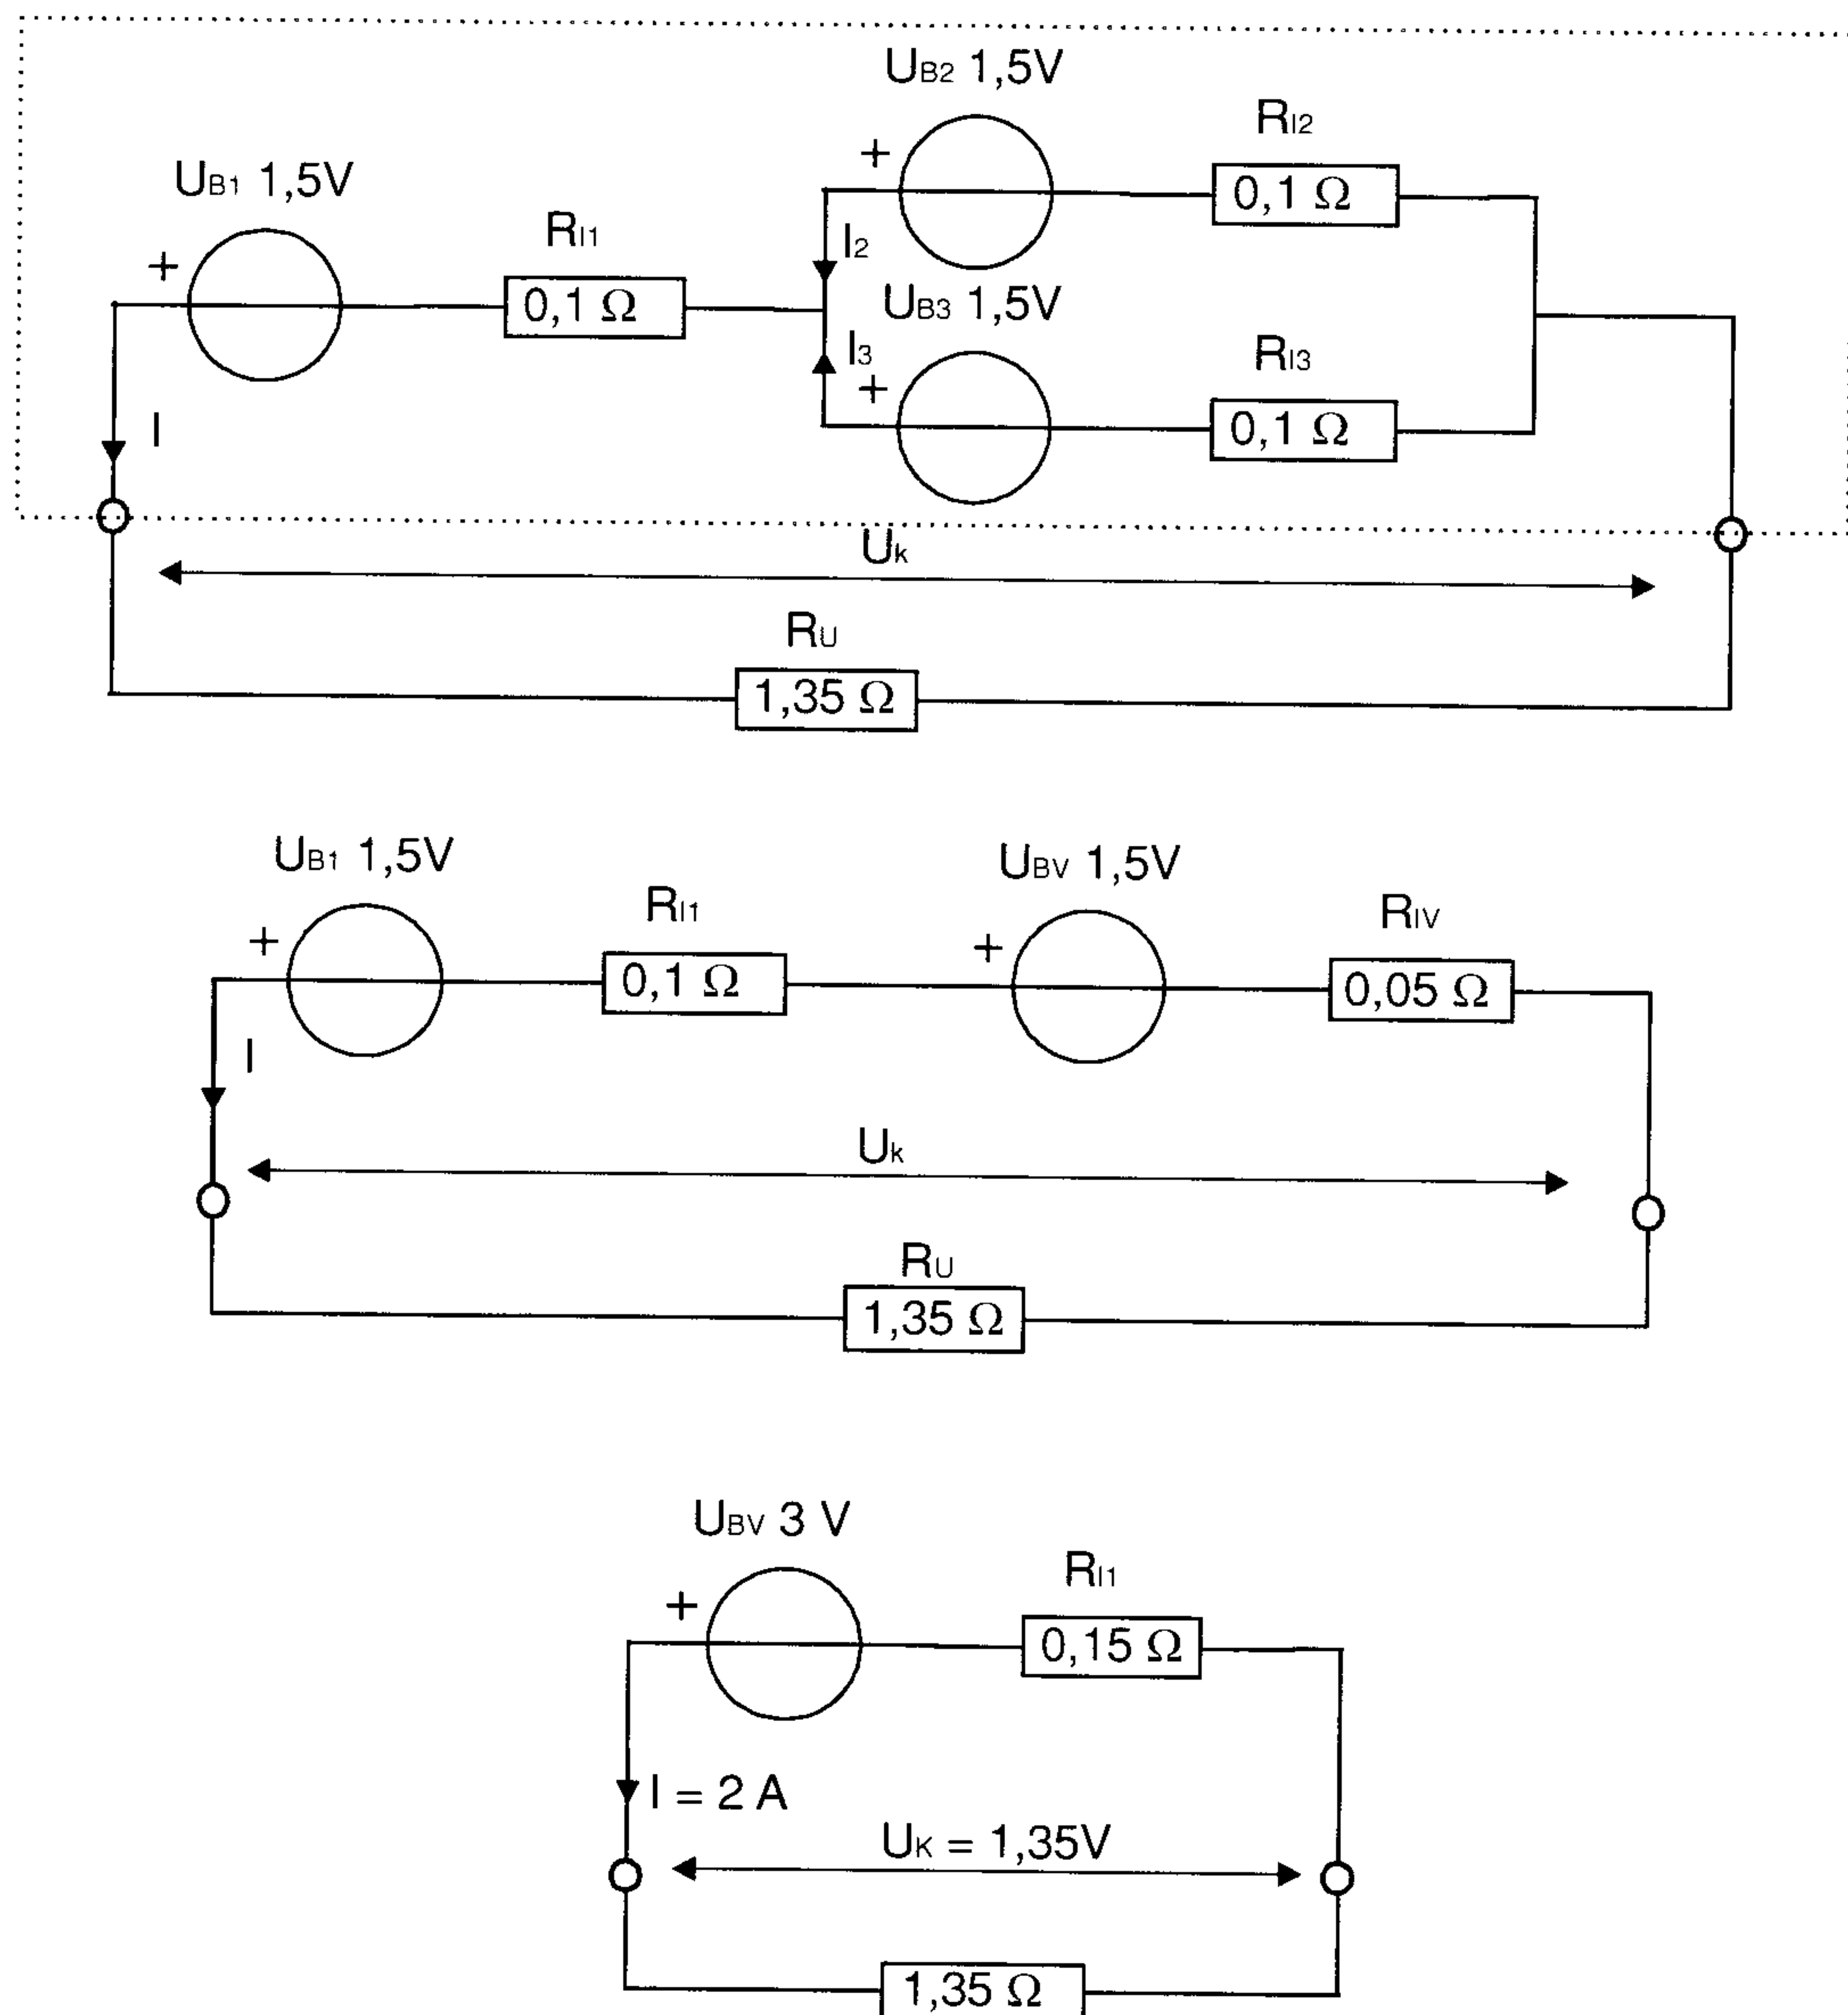 UB2 1,5V
RI2
+
0,1 Ω
UB1 1,5V
RI1
+
0,1 Ω
I2
UB3 1,5V
I3
RI3
+
0,1 Ω
I
Uk
RU
1,35 Ω
UB1 1,5V
UBV 1,5V
RI1
RIV
+
0,1 Ω
+
0,05 Ω
I
Uk
RU
1,35 Ω
UBV 3 V
RI1
+
0,15 Ω
I = 2 A
UK = 1,35V
1,35 Ω